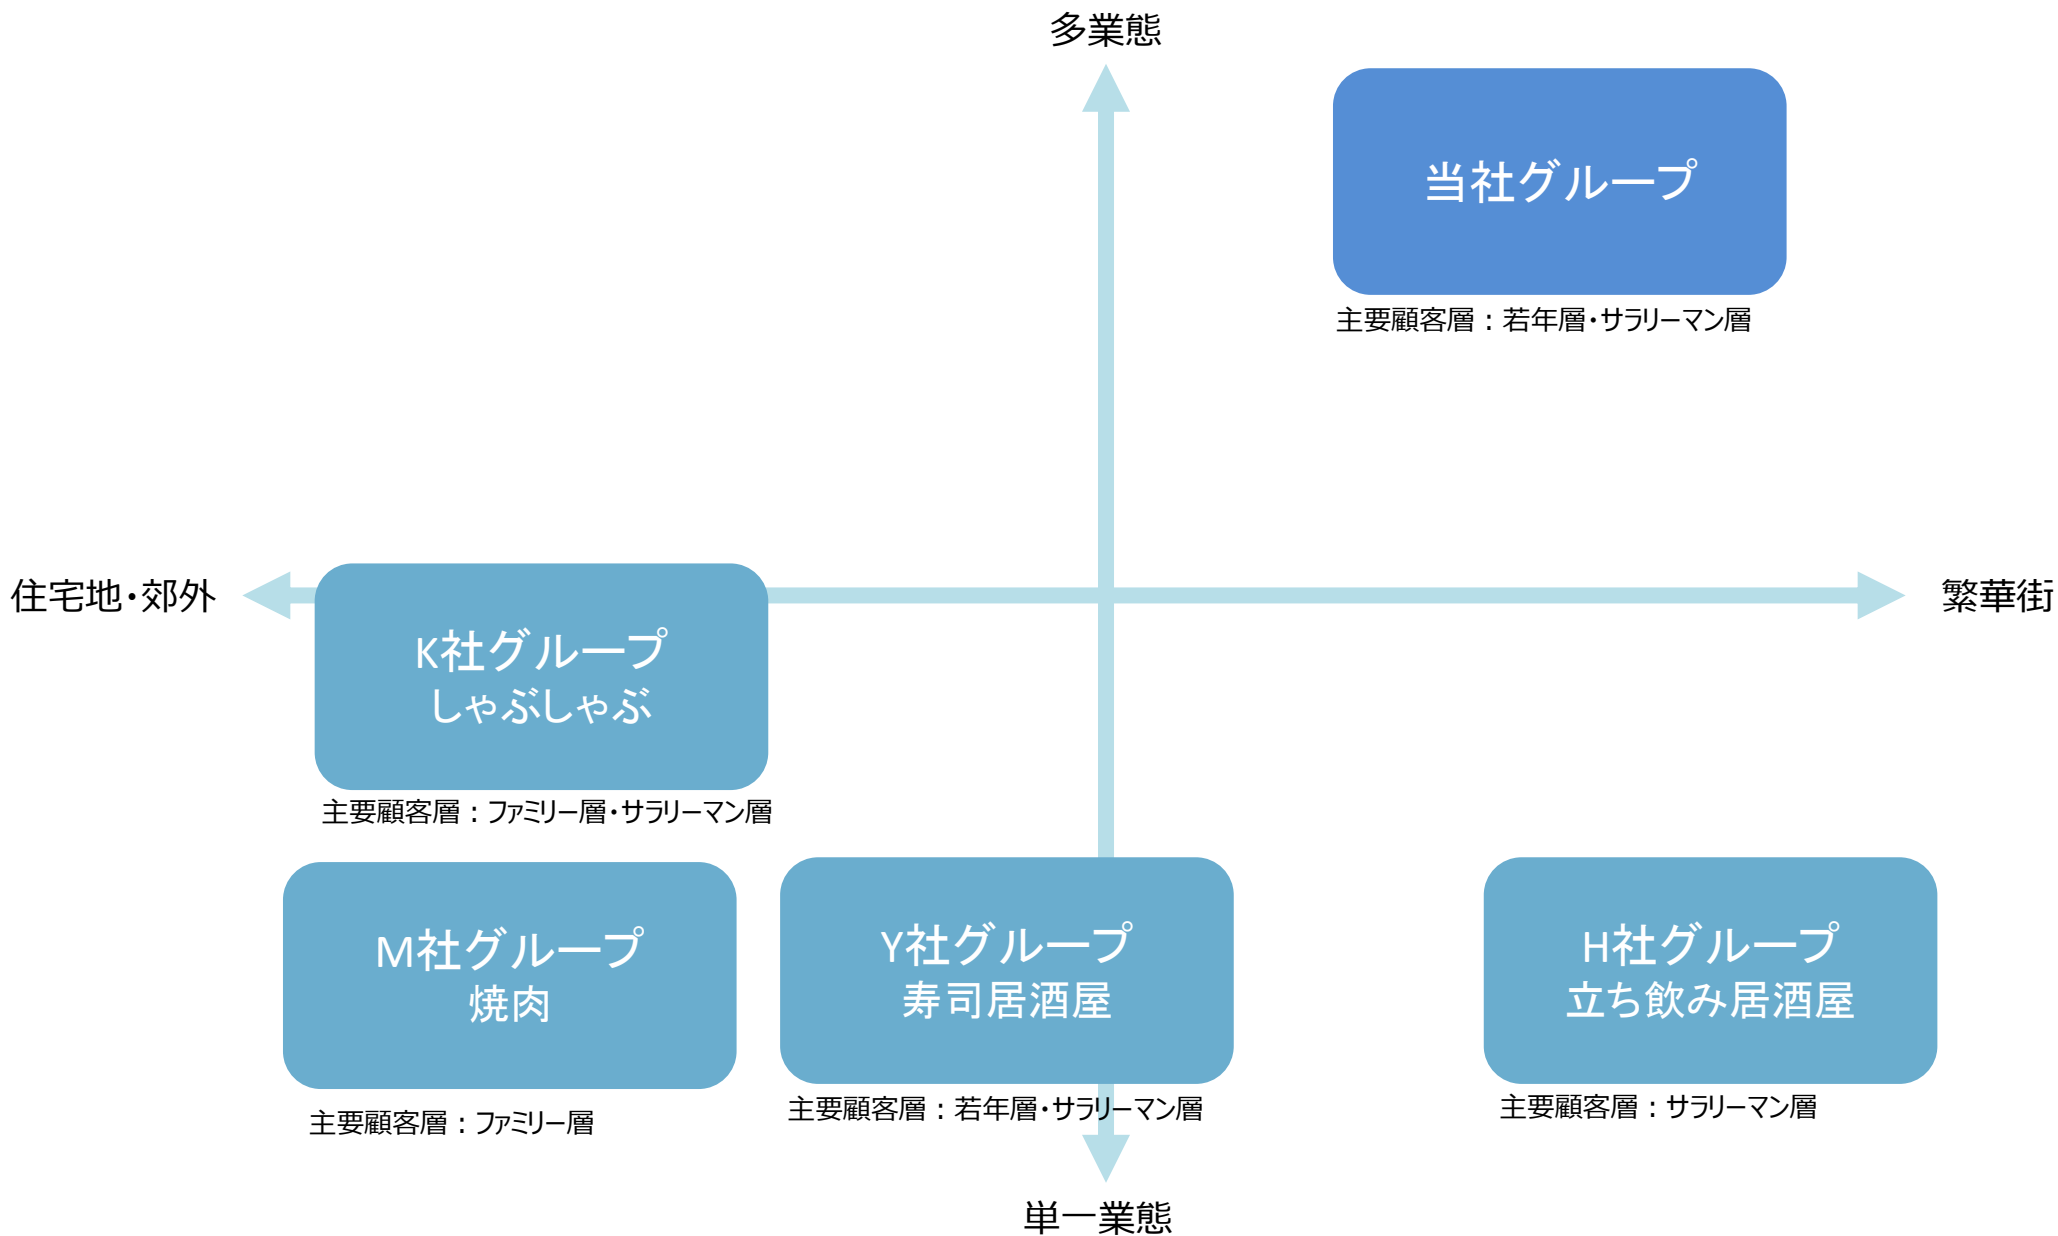 多業態
当社グループ
主要顧客層：若年層・サラリーマン層
住宅地・郊外
繁華街
K社グループ
しゃぶしゃぶ
主要顧客層：ファミリー層・サラリーマン層
M社グループ
焼肉
主要顧客層：ファミリー層
Y社グループ
寿司居酒屋
主要顧客層：若年層・サラリーマン層
H社グループ
立ち飲み居酒屋
主要顧客層：サラリーマン層
単一業態